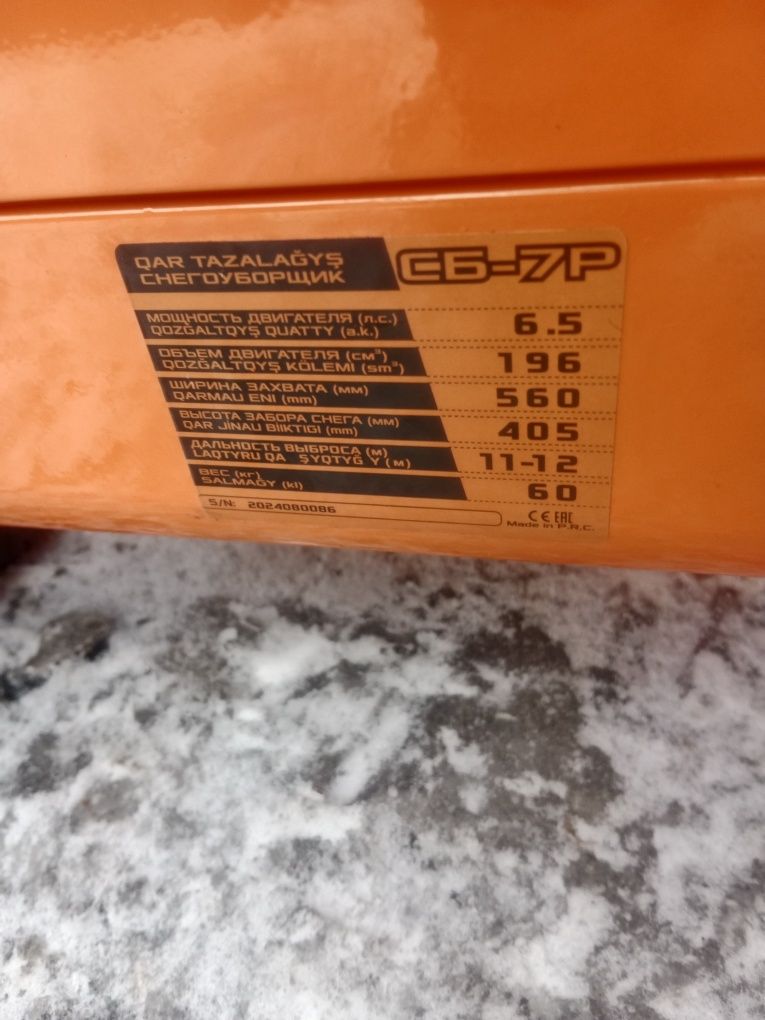 QAR TAZALAĞYŞ
СНЕГОУБОРЩИК
СБ-7Р
МОЩНОСТЬ ДВИГАТЕЛЯ (л.с.)
QOZĞALTQYŞ QUATTY (a.k.)
6.5
ОБЪЕМ ДВИГАТЕЛЯ (см³)
QOZĞALTQYŞ KÖLEMI (sm³)
196
ШИРИНА ЗАХВАТА (мм)
QARMAU ENI (mm)
560
ВЫСОТА ЗАБОРА СНЕГА (мм)
QAR JINAU BIIKTIGI (mm)
405
ДАЛЬНОСТЬ ВЫБРОСА (м)
LAQTYRU QA ŞYQTYĞ Y (м)
11-12
ВЕС (кг)
SALMAĞY (kl)
60
S/N: 2024080086
CE EAC
Made in P.R.C.